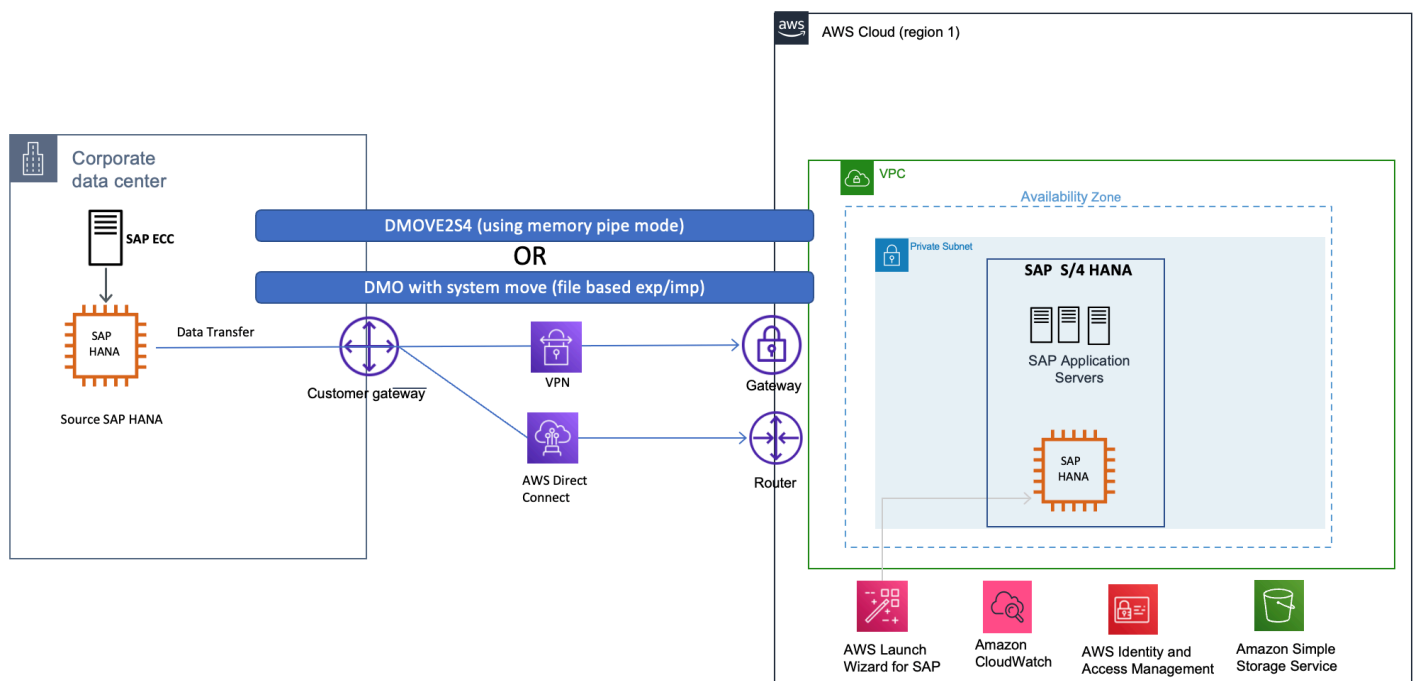 aws
AWS Cloud (region 1)
Corporate
data center
VPC
Availability Zone
SAP ECC
DMOVE2S4 (using memory pipe mode)
OR
DMO with system move (file based exp/imp)
Private Subnet
SAP S/4 HANA
SAP
HANA
Data Transfer
Source SAP HANA
Customer gateway
VPN
Gateway
AWS Direct
Connect
Router
SAP Application
Servers
SAP
HANA
AWS Launch
Wizard for SAP
Amazon
CloudWatch
AWS Identity and
Access Management
Amazon Simple
Storage Service